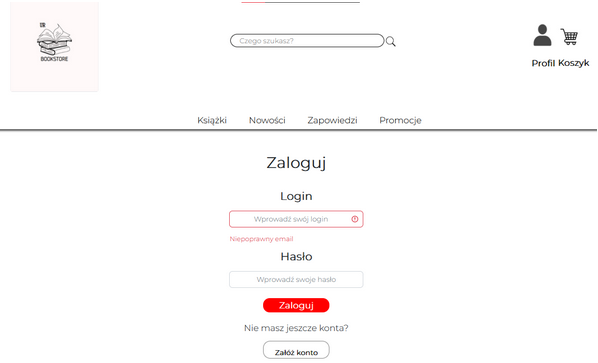 BOOKSTORE
Czego szukasz?
Profil Koszyk
Książki Nowości Zapowiedzi Promocje
Zaloguj
Login
Wprowadź swój login
Niepoprawny email
Hasło
Wprowadź swoje hasło
Zaloguj
Nie masz jeszcze konta?
Załóż konto